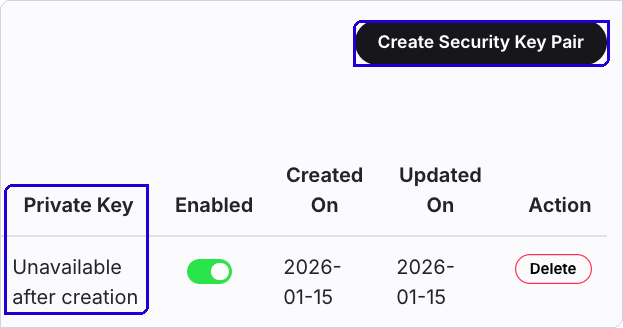 Create Security Key Pair
Created Updated
Private Key Enabled On On Action
Unavailable 2026- 2026- Delete
after creation 01-15 01-15